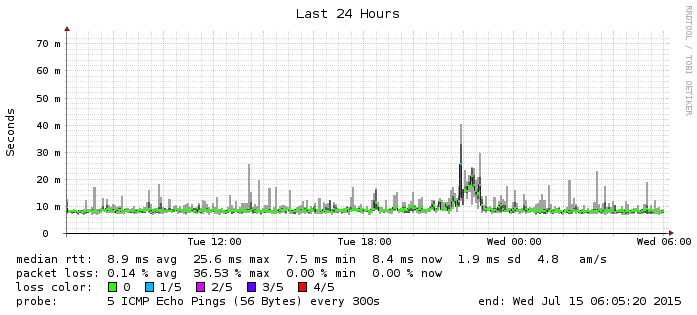 Last 24 Hours
RRDTOOL / TOBI OETIKER
Seconds
70 m
60 m
50 m
40 m
30 m
20 m
10 m
0
Tue 12:00 Tue 18:00 Wed 00:00 Wed 06:00
median rtt: 8.9 ms avg 25.6 ms max 7.5 ms min 8.4 ms now 1.9 ms sd 4.8 am/s
packet loss: 0.14 % avg 36.53 % max 0.00 % min 0.00 % now
loss color: 0 1/5 2/5 3/5 4/5
probe: 5 ICMP Echo Pings (56 Bytes) every 300s end: Wed Jul 15 06:05:20 2015